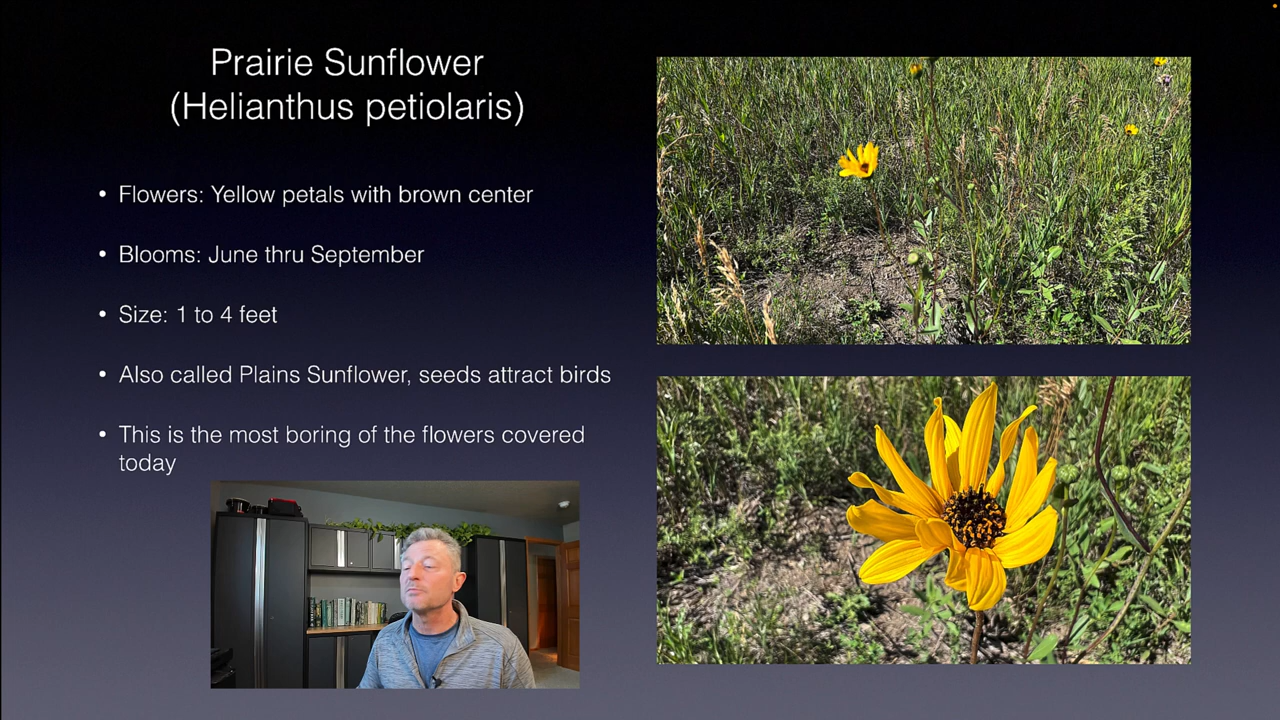 Prairie Sunflower
(Helianthus petiolaris)
• Flowers: Yellow petals with brown center
• Blooms: June thru September
• Size: 1 to 4 feet
• Also called Plains Sunflower, seeds attract birds
• This is the most boring of the flowers covered
today